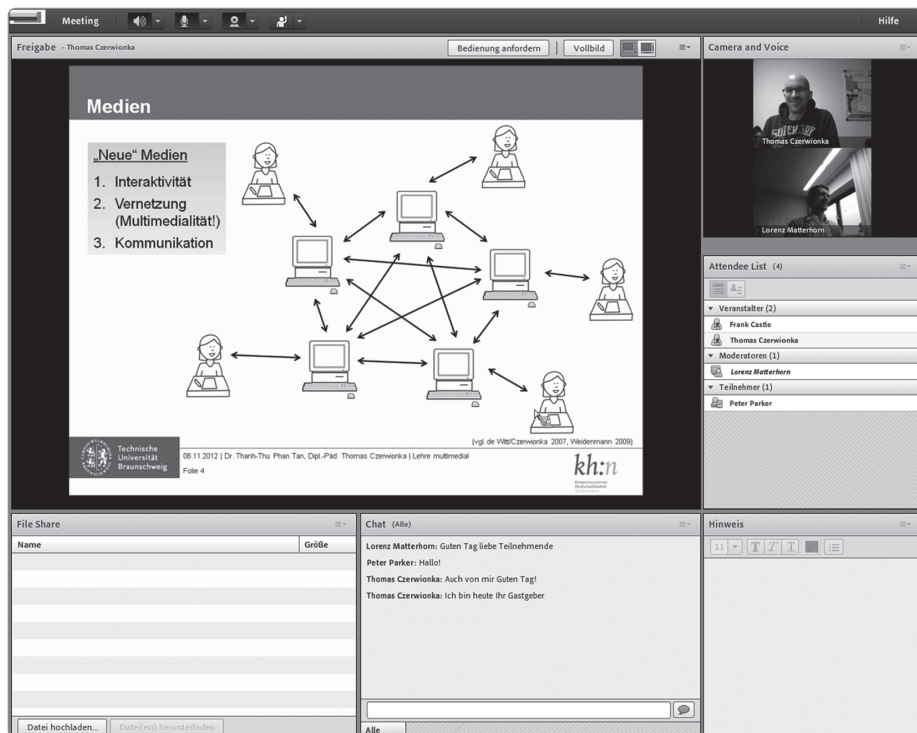 Meeting
Hilfe
Freigabe - Thomas Czerwionka
Bedienung anfordern
Vollbild
Medien
„Neue“ Medien
1. Interaktivität
2. Vernetzung
(Multimedialität!)
3. Kommunikation
(vgl. de Witt/Czerwionka 2007, Weidenmann 2009)
Technische
Universität
Braunschweig
06.11.2012 | Dr. Thanh-Thu Phan Tan, Dipl.-Päd. Thomas Czerwionka | Lehre multimedial
Folie 4
kh:n
Camera and Voice
Thomas Czerwionka
Lorenz Matterhorn
Attendee List (4)
Veranstalter (2)
Frank Castle
Thomas Czerwionka
Moderatoren (1)
Lorenz Matterhorn
Teilnehmer (1)
Peter Parker
File Share
Name
Größe
Datei hochladen...
Datei(en) herunterladen
Chat (Alle)
Lorenz Matterhorn: Guten Tag liebe Teilnehmende
Peter Parker: Hallo!
Thomas Czerwionka: Auch von mir Guten Tag!
Thomas Czerwionka: Ich bin heute Ihr Gastgeber
Alle
Hinweis
11
T T T